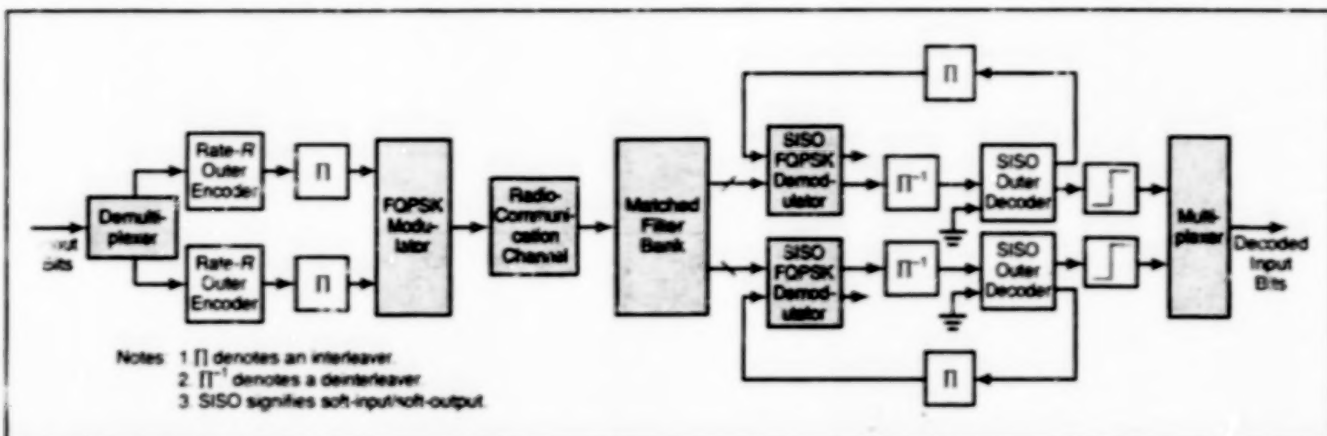 Demulti-
plexer
Bits
Rate-R
Outer
Encoder
Rate-R
Outer
Encoder
Π
Π
FQPSK
Modu-
lator
Radio-
Communi-
cation
Channel
Matched
Filter
Bank
Π
SISO
FQPSK
Demod-
ulator
SISO
FQPSK
Demod-
ulator
Π⁻¹
Π⁻¹
SISO
Outer
Decoder
SISO
Outer
Decoder
Π
Multi-
plexer
Decoded
Input
Bits
Notes: 1 Π denotes an interleaver.
2. Π⁻¹ denotes a deinterleaver.
3. SISO signifies soft-input/soft-output.